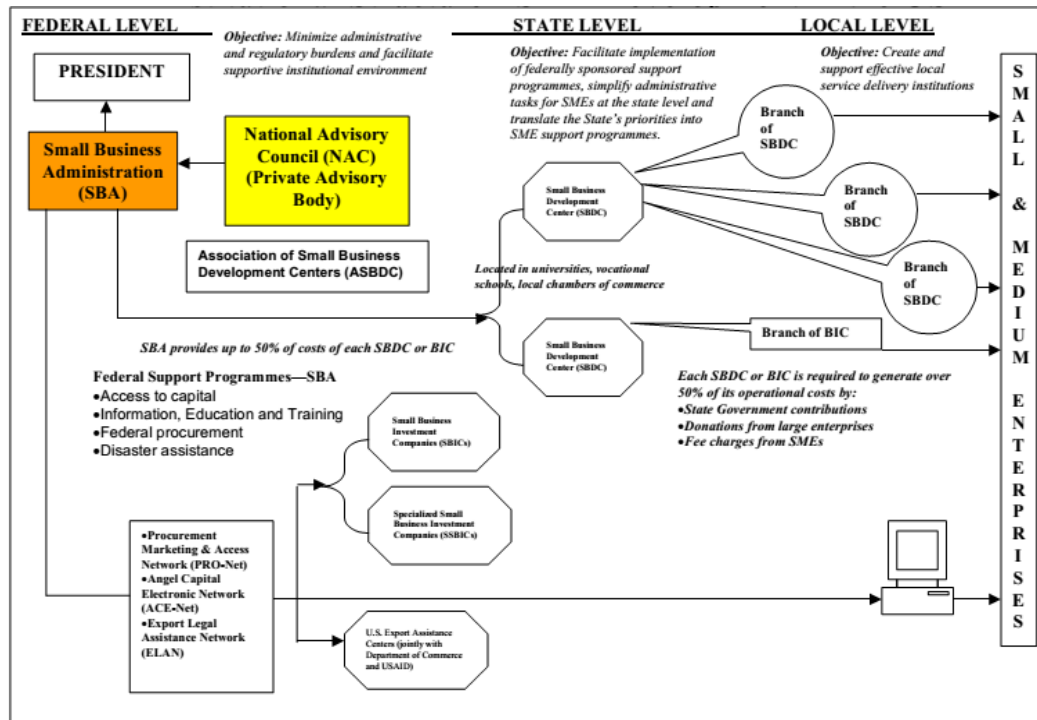 FEDERAL LEVEL
STATE LEVEL
LOCAL LEVEL
Objective: Minimize administrative
and regulatory burdens and facilitate
supportive institutional environment
Objective: Facilitate implementation
of federally sponsored support
programmes, simplify administrative
tasks for SMEs at the state level and
translate the State's priorities into
SME support programmes.
Objective: Create and
support effective local
service delivery institutions
PRESIDENT
Small Business
Administration
(SBA)
National Advisory
Council (NAC)
(Private Advisory
Body)
Association of Small Business
Development Centers (ASBDC)
Small Business
Development
Center (SBDC)
Branch
of
SBDC
Branch
of
SBDC
Branch
of
SBDC
Located in universities, vocational
schools, local chambers of commerce
Small Business
Development
Center (SBDC)
Branch of BIC
SBA provides up to 50% of costs of each SBDC or BIC
Federal Support Programmes—SBA
•Access to capital
•Information, Education and Training
•Federal procurement
•Disaster assistance
Each SBDC or BIC is required to generate over
50% of its operational costs by:
•State Government contributions
•Donations from large enterprises
•Fee charges from SMEs
Small Business
Investment
Companies (SBICs)
Specialized Small
Business Investment
Companies (SSBICs)
•Procurement
Marketing & Access
Network (PRO-Net)
•Angel Capital
Electronic Network
(ACE-Net)
•Export Legal
Assistance Network
(ELAN)
U.S. Export Assistance
Centers (jointly with
Department of Commerce
and USAID)
SMALL & MEDIUM ENTERPRISES